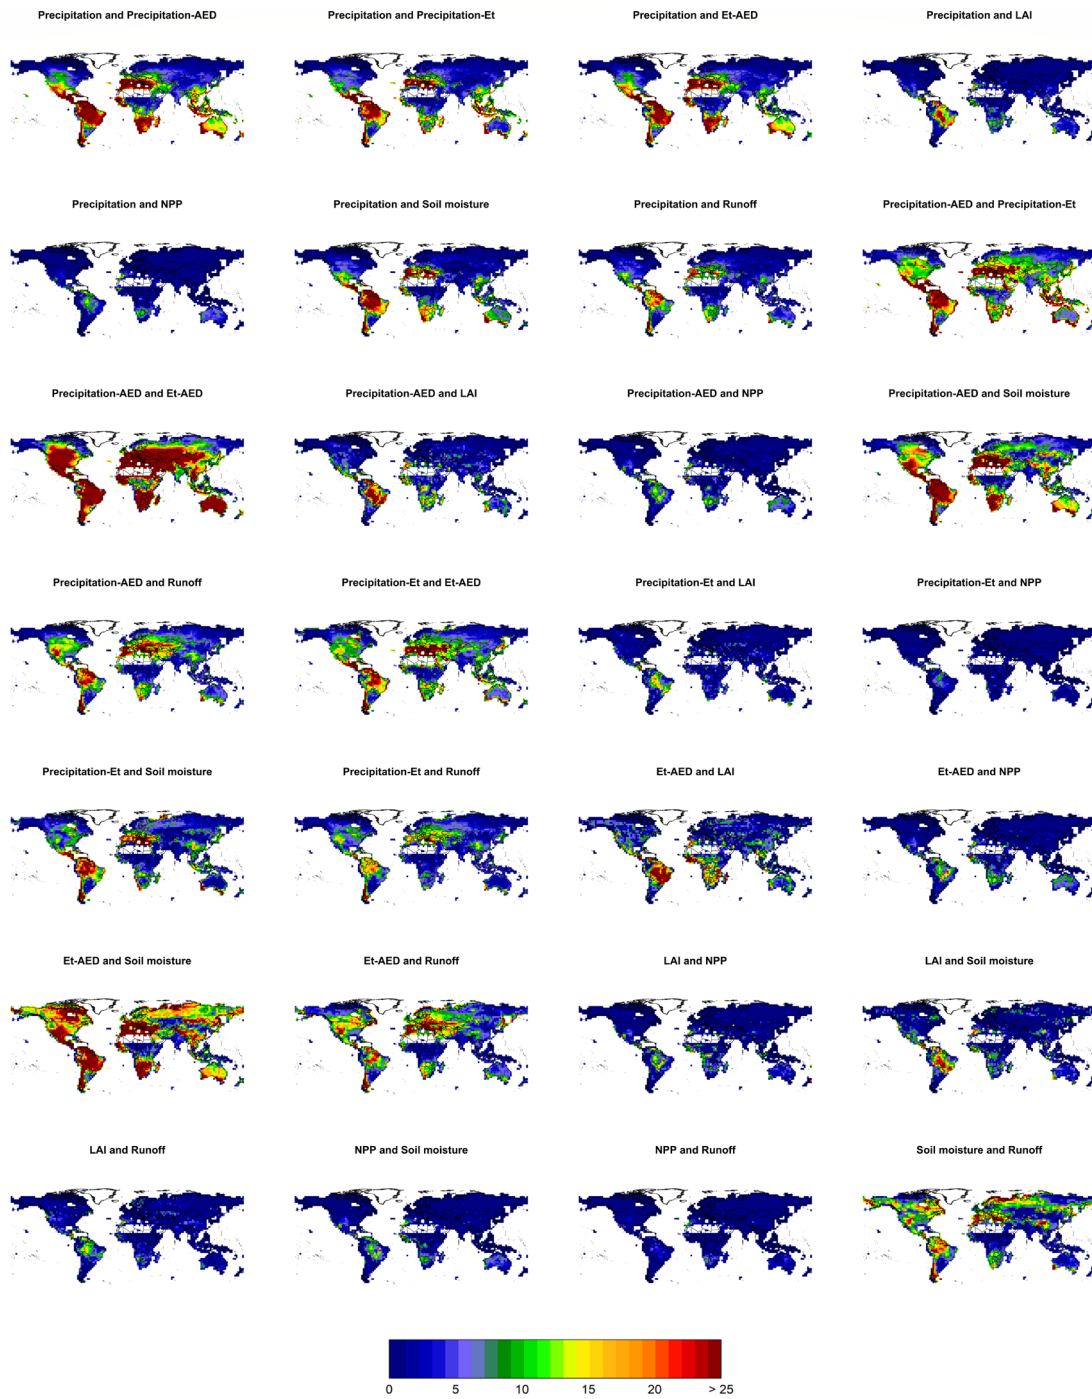 Precipitation and Precipitation-AED
Precipitation and Precipitation-Et
Precipitation and Et-AED
Precipitation and LAI
Precipitation and NPP
Precipitation and Soil moisture
Precipitation and Runoff
Precipitation-AED and Precipitation-Et
Precipitation-AED and Et-AED
Precipitation-AED and LAI
Precipitation-AED and NPP
Precipitation-AED and Soil moisture
Precipitation-AED and Runoff
Precipitation-Et and Et-AED
Precipitation-Et and LAI
Precipitation-Et and NPP
Precipitation-Et and Soil moisture
Precipitation-Et and Runoff
Et-AED and LAI
Et-AED and NPP
Et-AED and Soil moisture
Et-AED and Runoff
LAI and NPP
LAI and Soil moisture
LAI and Runoff
NPP and Soil moisture
NPP and Runoff
Soil moisture and Runoff
0 5 10 15 20 > 25